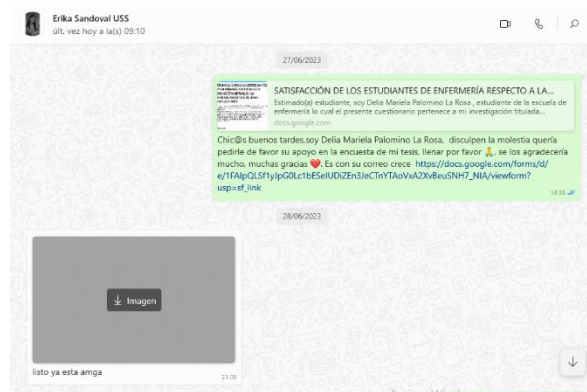 Erika Sandoval USS
últ. vez hoy a la(s) 09:10
27/06/2023
SATISFACCIÓN DE LOS ESTUDIANTES DE ENFERMERÍA RESPECTO A LA...
Estimado(a) estudiante, soy Delia Mariela Palomino La Rosa , estudiante de la escuela de
enfermería lo cual el presente cuestionario pertenece a mi investigación titulada...
docs.google.com
Chic@s buenos tardes.soy Delia Mariela Palomino La Rosa, disculpen la molestia quería
pedirle de favor su apoyo en la encuesta de mi tesis, llenar por favor 🙏, se los agradecería
mucho, muchas gracias ❤️. Es con su correo crece https://docs.google.com/forms/d/
usp=sf_link
16:38
28/06/2023
Imagen
listo ya esta amga
21:05